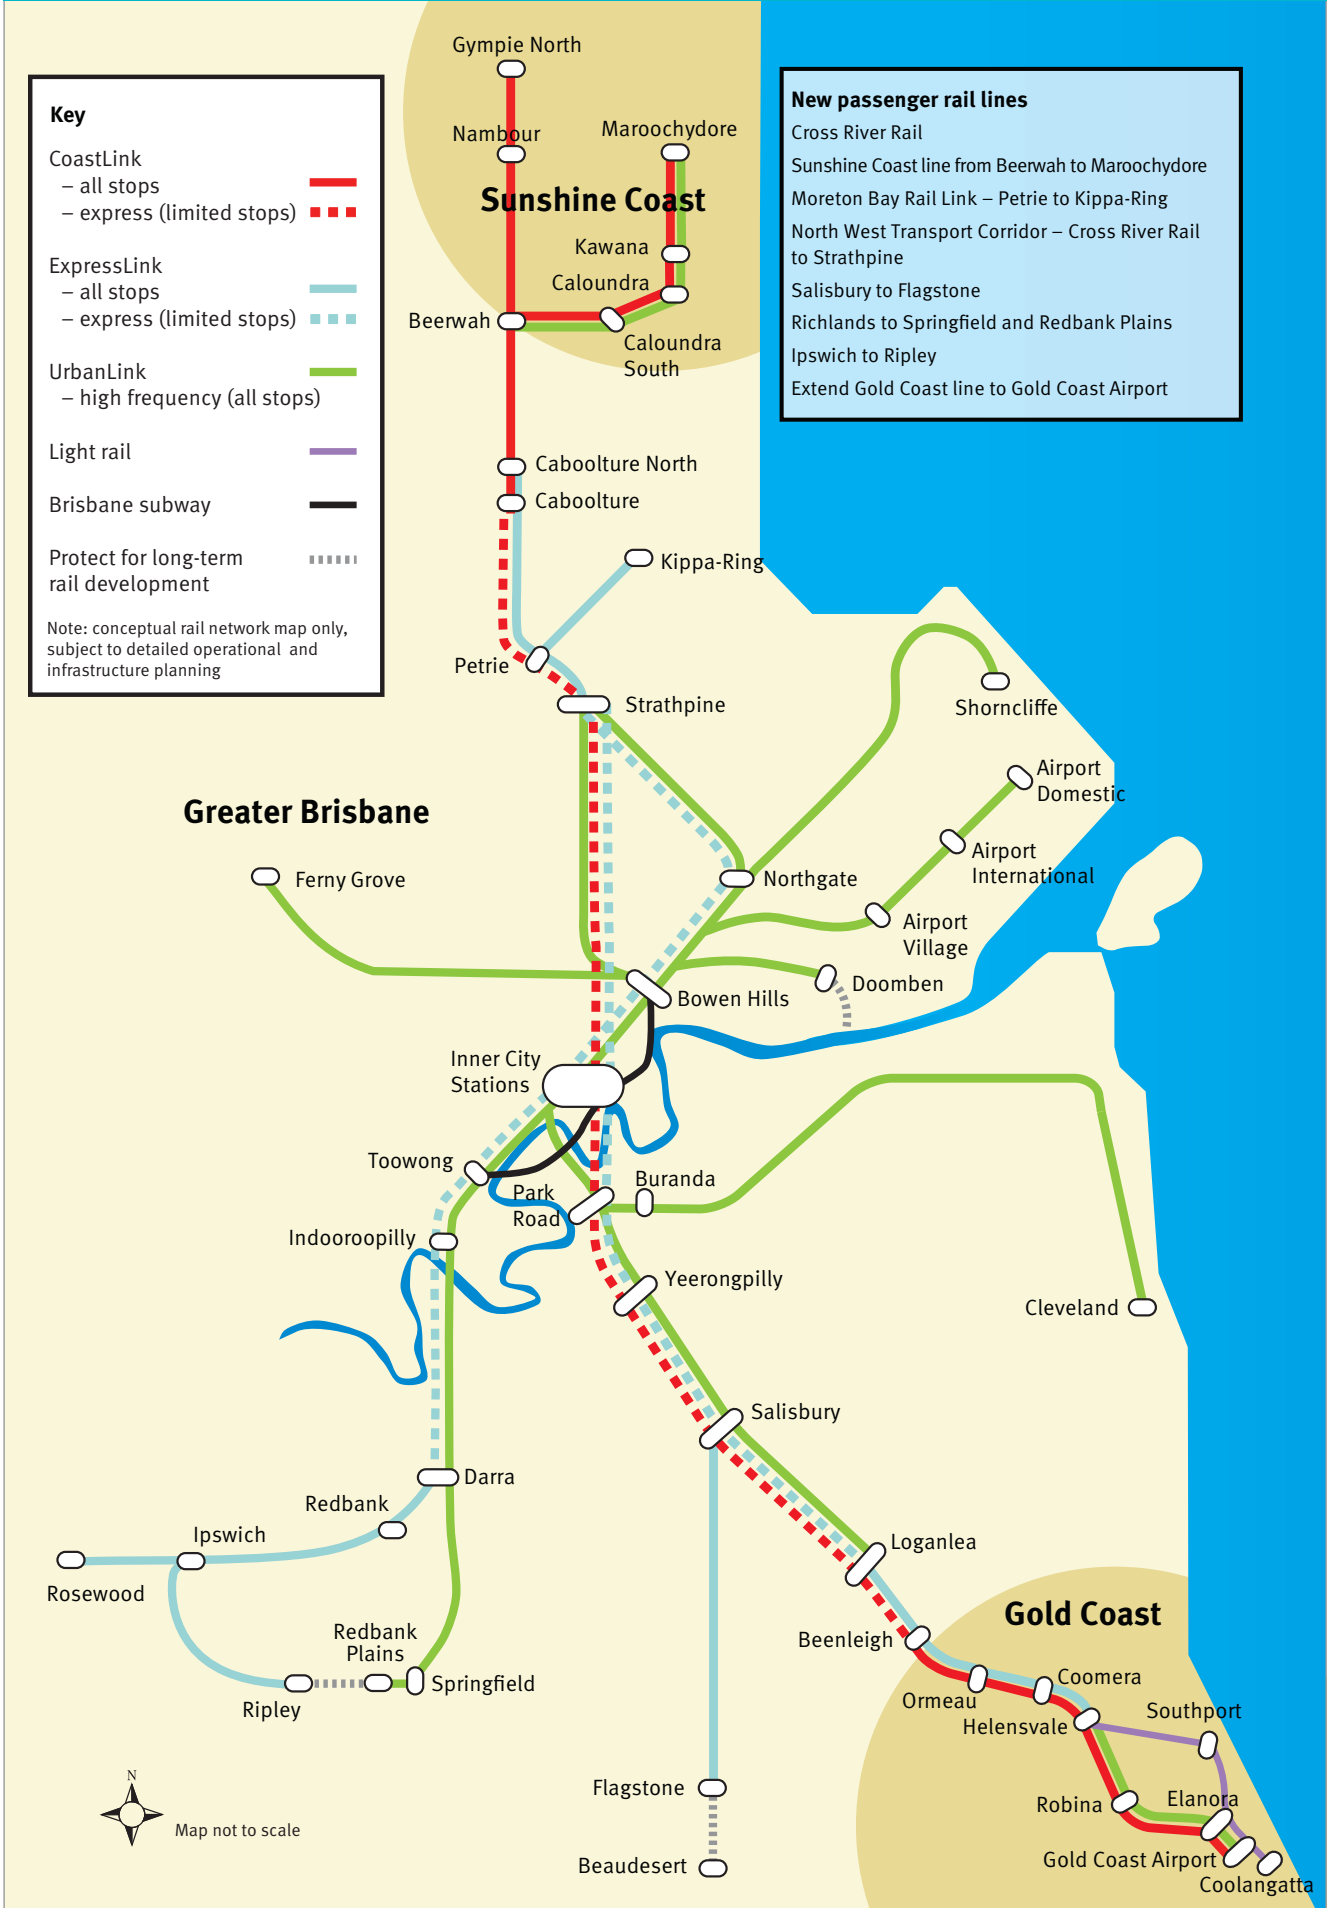 Key
CoastLink
– all stops
– express (limited stops)
ExpressLink
– all stops
– express (limited stops)
UrbanLink
– high frequency (all stops)
Light rail
Brisbane subway
Protect for long-term
rail development
Note: conceptual rail network map only,
subject to detailed operational and
infrastructure planning
New passenger rail lines
Cross River Rail
Sunshine Coast line from Beerwah to Maroochydore
Moreton Bay Rail Link – Petrie to Kippa-Ring
North West Transport Corridor – Cross River Rail
to Strathpine
Salisbury to Flagstone
Richlands to Springfield and Redbank Plains
Ipswich to Ripley
Extend Gold Coast line to Gold Coast Airport
Gympie North
Nambour
Maroochydore
Sunshine Coast
Kawana
Caloundra
Beerwah
Caloundra
South
Caboolture North
Caboolture
Kippa-Ring
Petrie
Strathpine
Shorncliffe
Airport
Domestic
Greater Brisbane
Airport
International
Ferny Grove
Northgate
Airport
Village
Doomben
Bowen Hills
Inner City
Stations
Toowong
Park
Road
Buranda
Indooroopilly
Yeerongpilly
Cleveland
Salisbury
Darra
Redbank
Ipswich
Rosewood
Loganlea
Gold Coast
Redbank
Plains
Springfield
Ripley
Beenleigh
Ormeau
Coomera
Helensvale
Southport
Flagstone
Robina
Elanora
Beaudesert
Gold Coast Airport
Coolangatta
N
Map not to scale